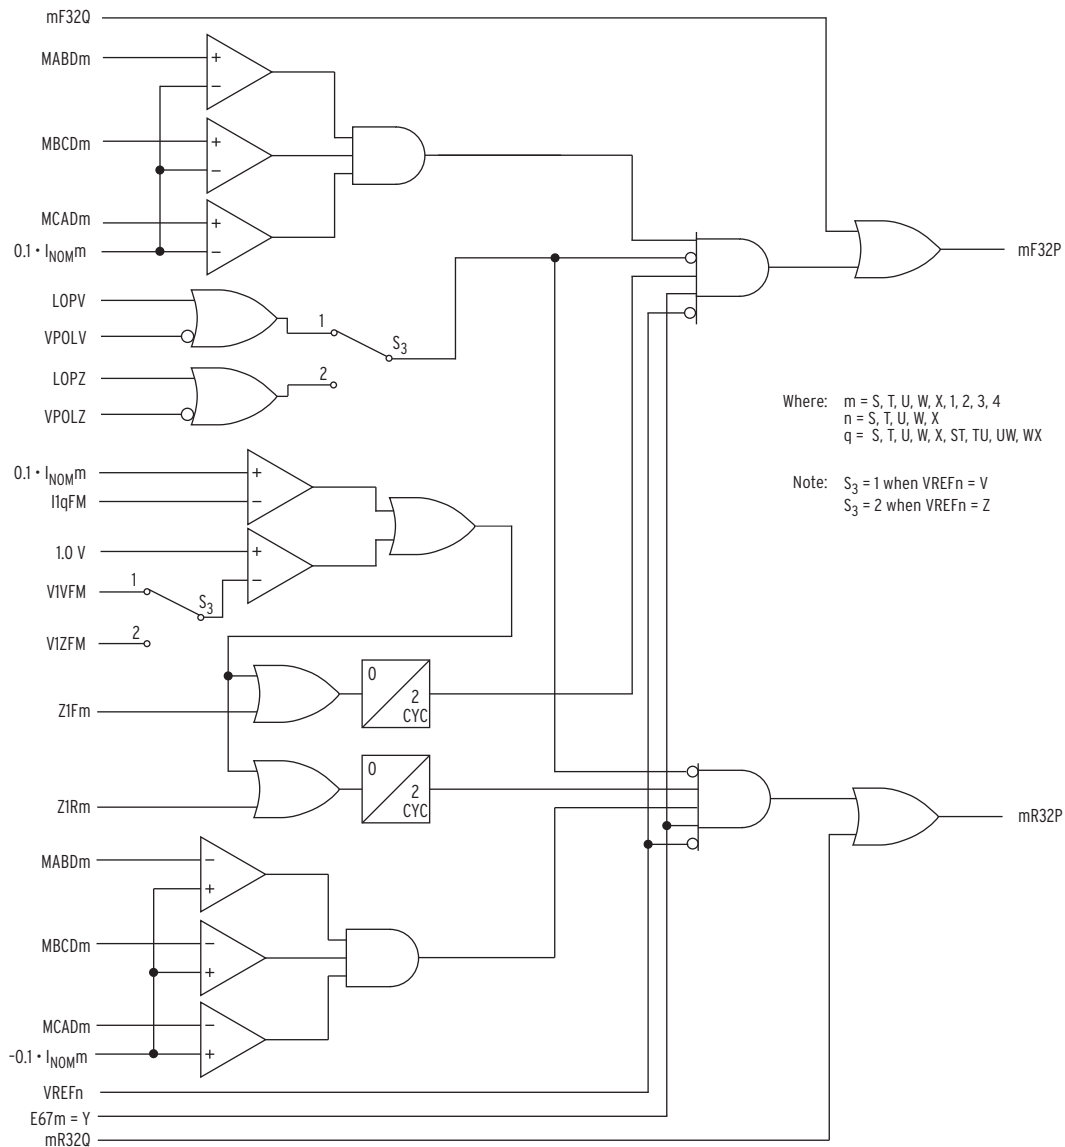 mF32Q
MABDm
+
−
MBCDm
+
−
MCADm
+
0.1 • INOMm
−
mF32P
LOPV
VPOLV
1
S3
LOPZ
2
VPOLZ
Where: m = S, T, U, W, X, 1, 2, 3, 4
n = S, T, U, W, X
q = S, T, U, W, X, ST, TU, UW, WX
Note: S3 = 1 when VREFn = V
S3 = 2 when VREFn = Z
0.1 • INOMm
+
I1qFM
−
1.0 V
+
−
V1VFM
1
S3
V1ZFM
2
0
2
CYC
Z1Fm
0
2
CYC
Z1Rm
mR32P
MABDm
−
+
MBCDm
−
+
MCADm
−
-0.1 • INOMm
+
VREFn
E67m = Y
mR32Q